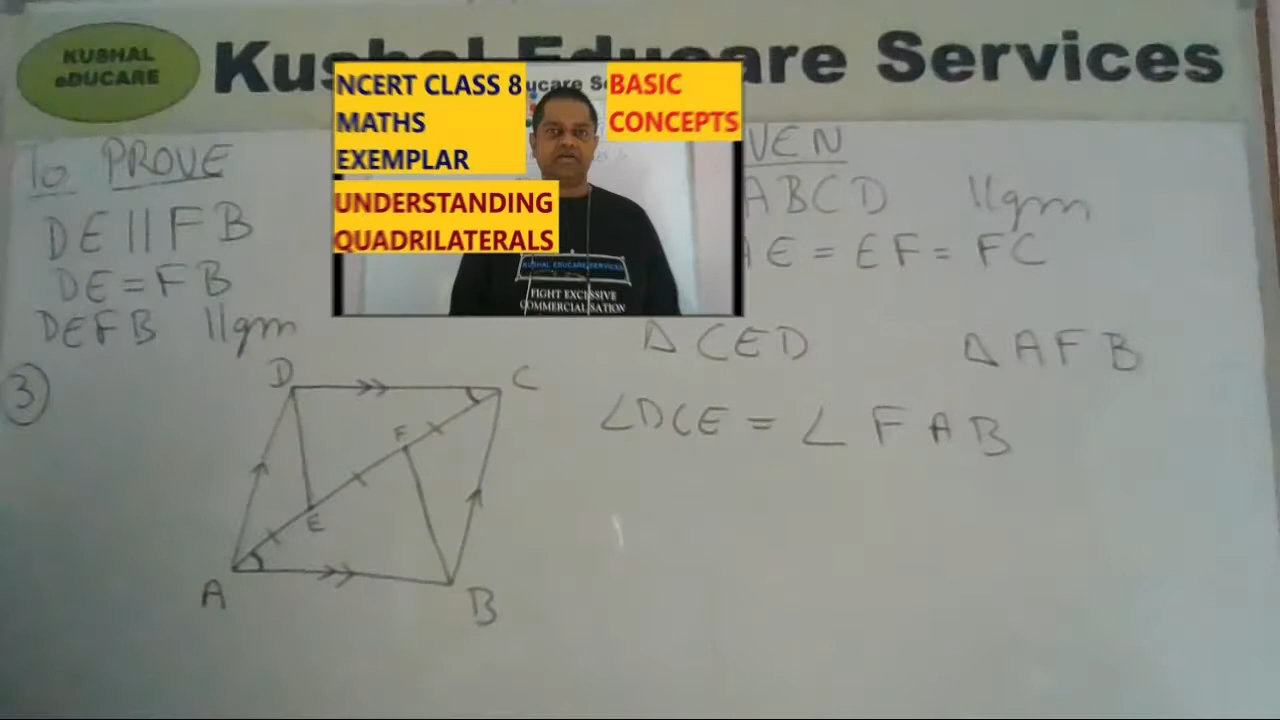 KUSHAL
eDUCARE
Kushal Educare Services
NCERT CLASS 8
MATHS
EXEMPLAR
UNDERSTANDING
QUADRILATERALS
ucare Se
BASIC
CONCEPTS
KUSHAL EDUCARE SERVICES
FIGHT EXCESSIVE
COMMERCIALISATION
To PROVE
DE || FB
DE = FB
DEFB ||gm
VEN
ABCD ||gm
AE = EF = FC
Δ CED Δ AFB
∠DCE = ∠FAB
3
D
C
F
E
A
B